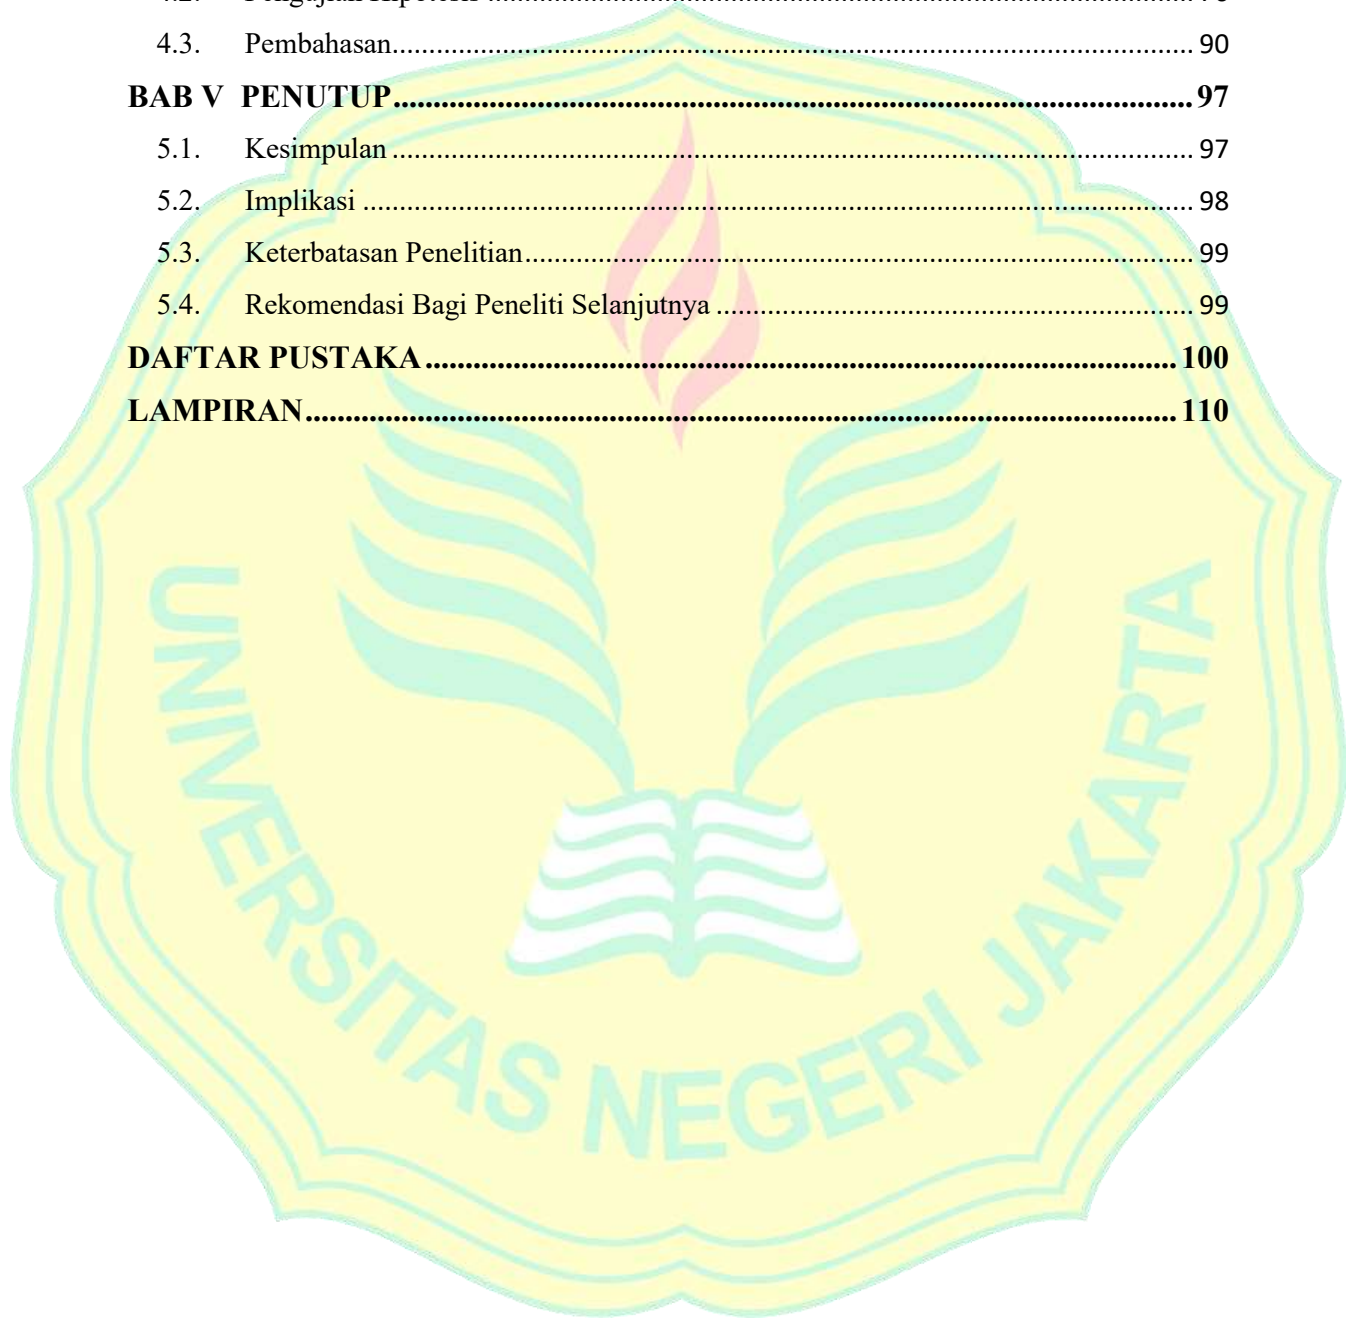 4.3. Pembahasan.......... 90
BAB V PENUTUP.......... 97
5.1. Kesimpulan .......... 97
5.2. Implikasi .......... 98
5.3. Keterbatasan Penelitian.......... 99
5.4. Rekomendasi Bagi Peneliti Selanjutnya .......... 99
DAFTAR PUSTAKA .......... 100
LAMPIRAN.......... 110
UNIVERSITAS NEGERI JAKARTA